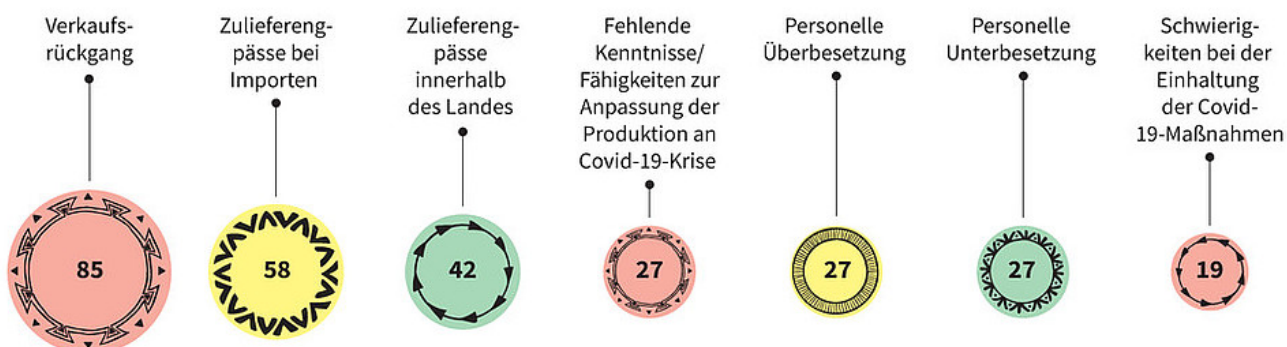 Verkaufs-
rückgang
Zuliefereng-
pässe bei
Importen
Zuliefereng-
pässe
innerhalb
des Landes
Fehlende
Kenntnisse/
Fähigkeiten zur
Anpassung der
Produktion an
Covid-19-Krise
Personelle
Überbesetzung
Personelle
Unterbesetzung
Schwierig-
keiten bei der
Einhaltung
der Covid-
19-Maßnahmen
85
58
42
27
27
27
19